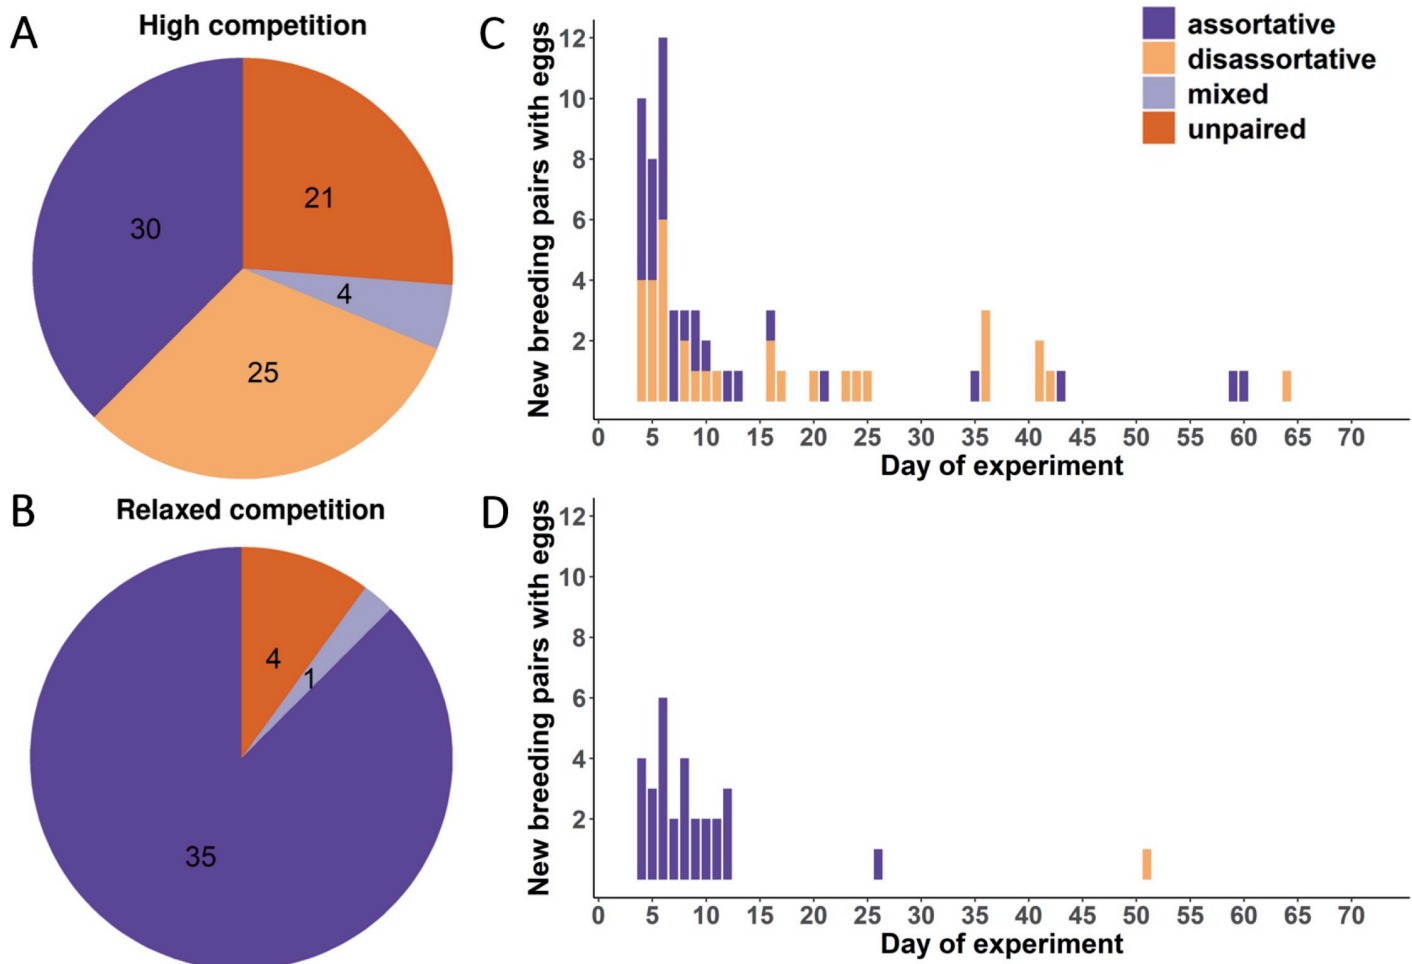 A
High competition
30
21
4
25
B
Relaxed competition
4
1
35
C
New breeding pairs with eggs
12
10
8
6
4
2
0 5 10 15 20 25 30 35 40 45 50 55 60 65 70
Day of experiment
assortative
disassortative
mixed
unpaired
D
New breeding pairs with eggs
12
10
8
6
4
2
0 5 10 15 20 25 30 35 40 45 50 55 60 65 70
Day of experiment